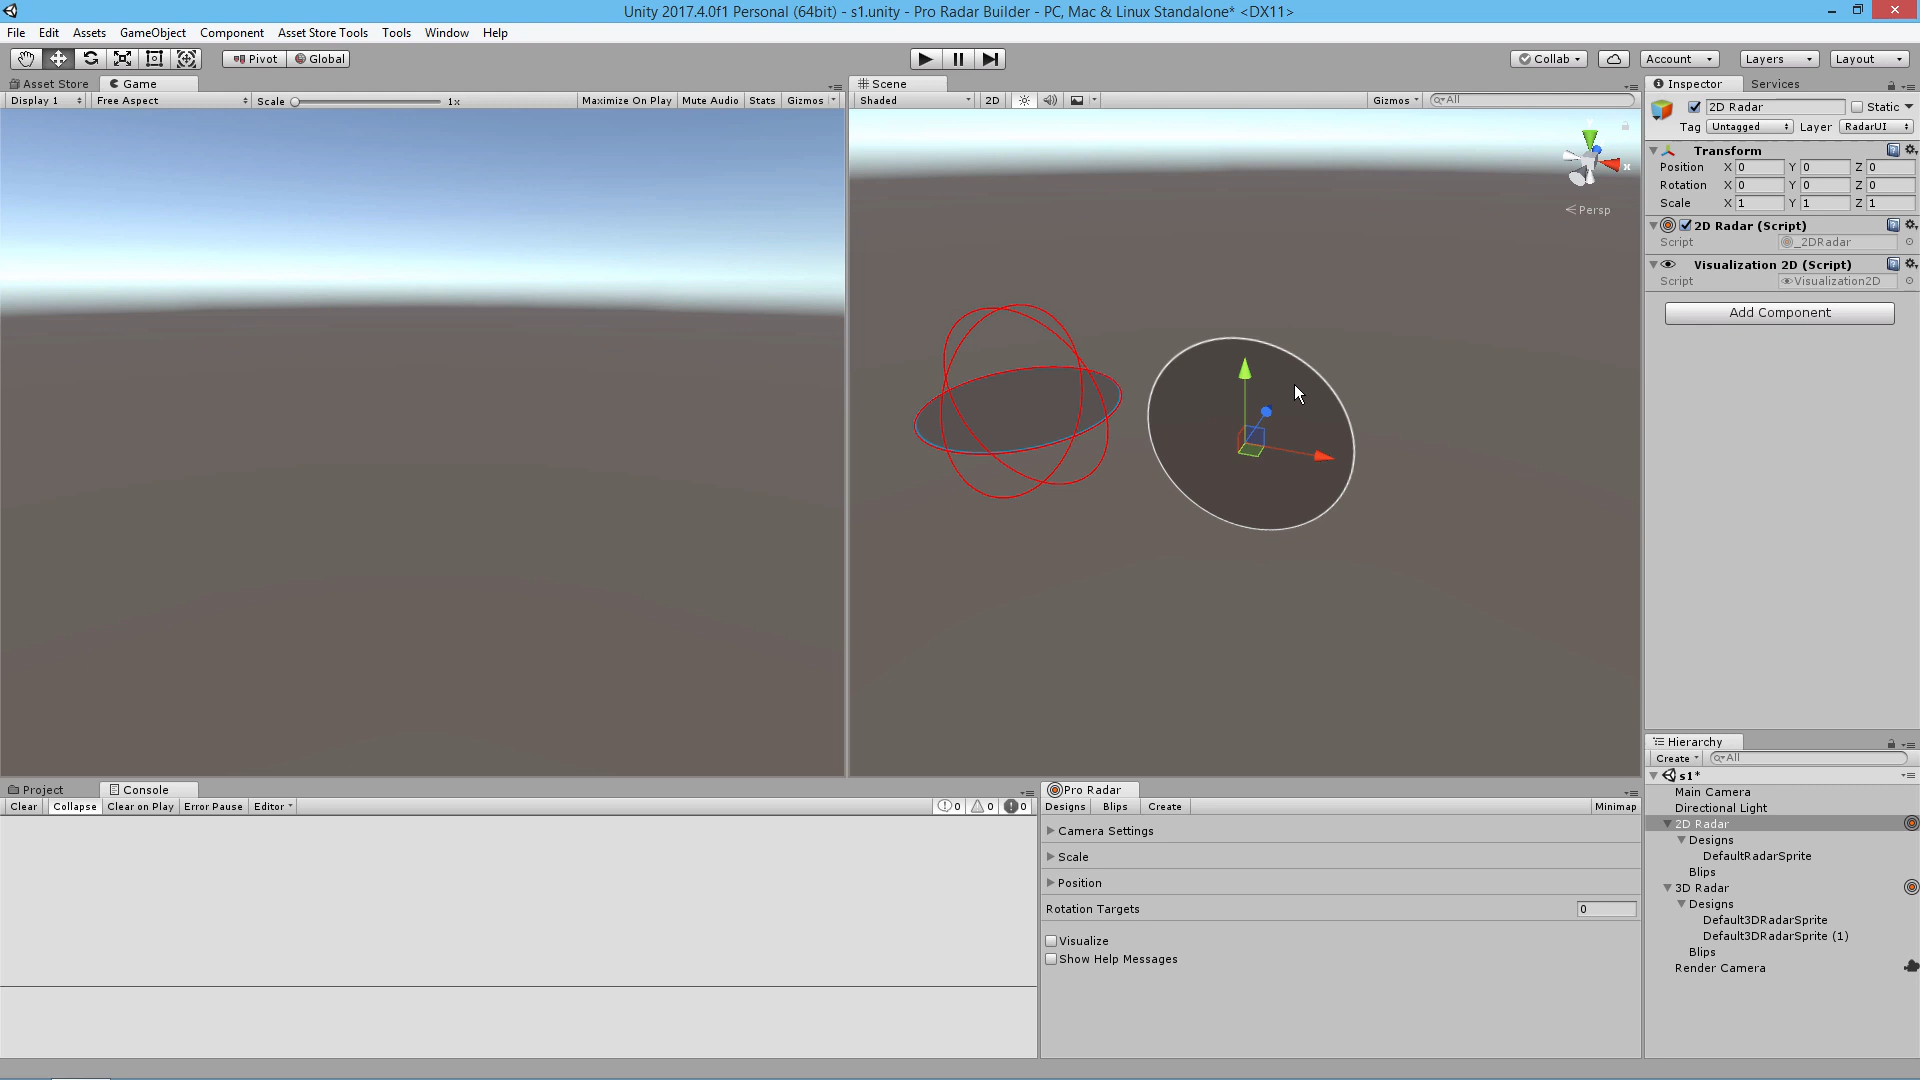 Unity 2017.4.0f1 Personal (64bit) - s1.unity - Pro Radar Builder - PC, Mac & Linux Standalone* <DX11>
File Edit Assets GameObject Component Asset Store Tools Tools Window Help
Pivot Global Collab Account Layers Layout
Asset Store Game Scene Inspector Services
Display 1 Free Aspect Scale 1x Maximize On Play Mute Audio Stats Gizmos
Shaded 2D Gizmos All
2D Radar Static
Tag Untagged Layer RadarUI
Transform
Position X 0 Y 0 Z 0
Rotation X 0 Y 0 Z 0
Scale X 1 Y 1 Z 1
2D Radar (Script)
Script _2DRadar
Visualization 2D (Script)
Script Visualization2D
Add Component
x
Persp
Hierarchy
Create All
s1*
Main Camera
Directional Light
2D Radar
Designs
DefaultRadarSprite
Blips
3D Radar
Designs
Default3DRadarSprite
Default3DRadarSprite (1)
Blips
Render Camera
Project Console
Clear Collapse Clear on Play Error Pause Editor 0 0 0
Pro Radar
Designs Blips Create Minimap
Camera Settings
Scale
Position
Rotation Targets 0
Visualize
Show Help Messages